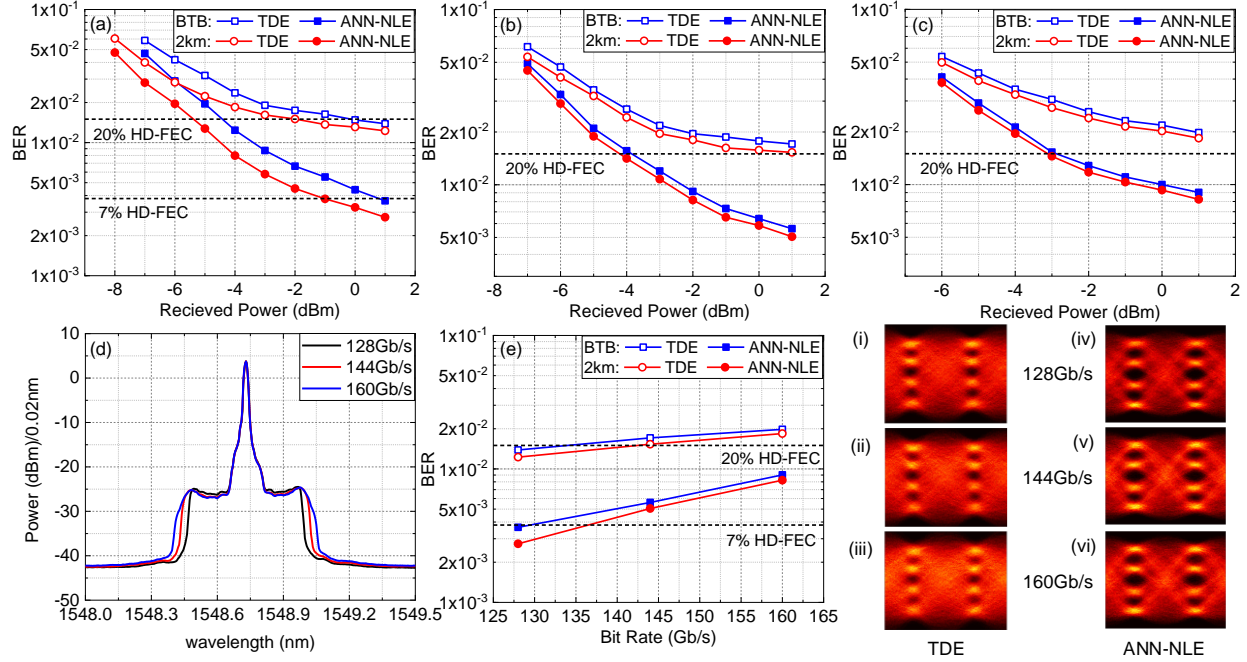 (a)
BTB: TDE ANN-NLE
2km: TDE ANN-NLE
1x10⁻¹
5x10⁻²
2x10⁻²
1x10⁻²
5x10⁻³
2x10⁻³
1x10⁻³
BER
20% HD-FEC
7% HD-FEC
-8 -6 -4 -2 0 2
Recieved Power (dBm)
(b)
BTB: TDE ANN-NLE
2km: TDE ANN-NLE
1x10⁻¹
5x10⁻²
2x10⁻²
1x10⁻²
5x10⁻³
BER
20% HD-FEC
-8 -6 -4 -2 0 2
Recieved Power (dBm)
(c)
BTB: TDE ANN-NLE
2km: TDE ANN-NLE
1x10⁻¹
5x10⁻²
2x10⁻²
1x10⁻²
5x10⁻³
BER
20% HD-FEC
-6 -4 -2 0 2
Recieved Power (dBm)
(d)
128Gb/s
144Gb/s
160Gb/s
10
0
-10
-20
-30
-40
-50
Power (dBm)/0.02nm
1548.0 1548.3 1548.6 1548.9 1549.2 1549.5
wavelength (nm)
(e)
BTB: TDE ANN-NLE
2km: TDE ANN-NLE
1x10⁻¹
5x10⁻²
2x10⁻²
1x10⁻²
5x10⁻³
2x10⁻³
1x10⁻³
BER
20% HD-FEC
7% HD-FEC
125 130 135 140 145 150 155 160 165
Bit Rate (Gb/s)
(i) 128Gb/s (iv)
(ii) 144Gb/s (v)
(iii) 160Gb/s (vi)
TDE ANN-NLE